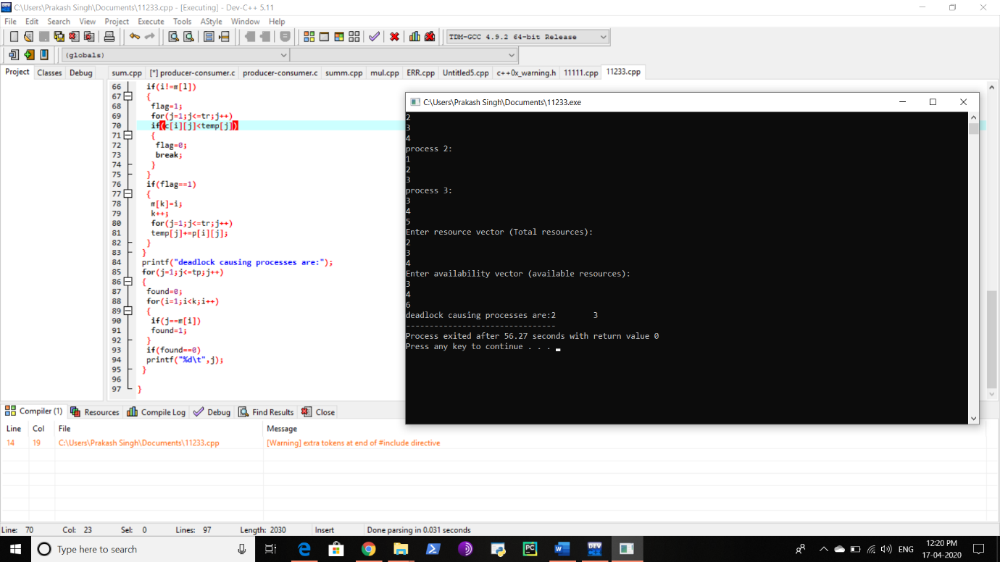 C:\Users\Prakash Singh\Documents\11233.cpp - [Executing] - Dev-C++ 5.11
File Edit Search View Project Execute Tools AStyle Window Help
TDM-GCC 4.9.2 64-bit Release
(globals)
Project Classes Debug
sum.cpp [*] producer-consumer.c producer-consumer.c summ.cpp mul.cpp ERR.cpp Untitled5.cpp c++0x_warning.h 11111.cpp 11233.cpp
66 if(i!=m[l])
67 {
68 flag=1;
69 for(j=1;j<=tr;j++)
70 if(c[i][j]<temp[j])
71 {
72 flag=0;
73 break;
74 }
75 }
76 if(flag==1)
77 {
78 m[k]=i;
79 k++;
80 for(j=1;j<=tr;j++)
81 temp[j]+=p[i][j];
82 }
83 }
84 printf("deadlock causing processes are:");
85 for(j=1;j<=tp;j++)
86 {
87 found=0;
88 for(i=1;i<k;i++)
89 {
90 if(j==m[i])
91 found=1;
92 }
93 if(found==0)
94 printf("%d\t",j);
95 }
96
97 }
C:\Users\Prakash Singh\Documents\11233.exe
2
3
4
process 2:
1
2
3
process 3:
3
4
5
Enter resource vector (Total resources):
2
3
4
Enter availability vector (available resources):
3
4
6
deadlock causing processes are:2 3
--------------------------------
Process exited after 56.27 seconds with return value 0
Press any key to continue . . .
Compiler (1) Resources Compile Log Debug Find Results Close
Line Col File Message
14 19 C:\Users\Prakash Singh\Documents\11233.cpp [Warning] extra tokens at end of #include directive
Line: 70 Col: 23 Sel: 0 Lines: 97 Length: 2030 Insert Done parsing in 0.031 seconds
Type here to search
PC
W
DEV
ENG
12:20 PM
17-04-2020